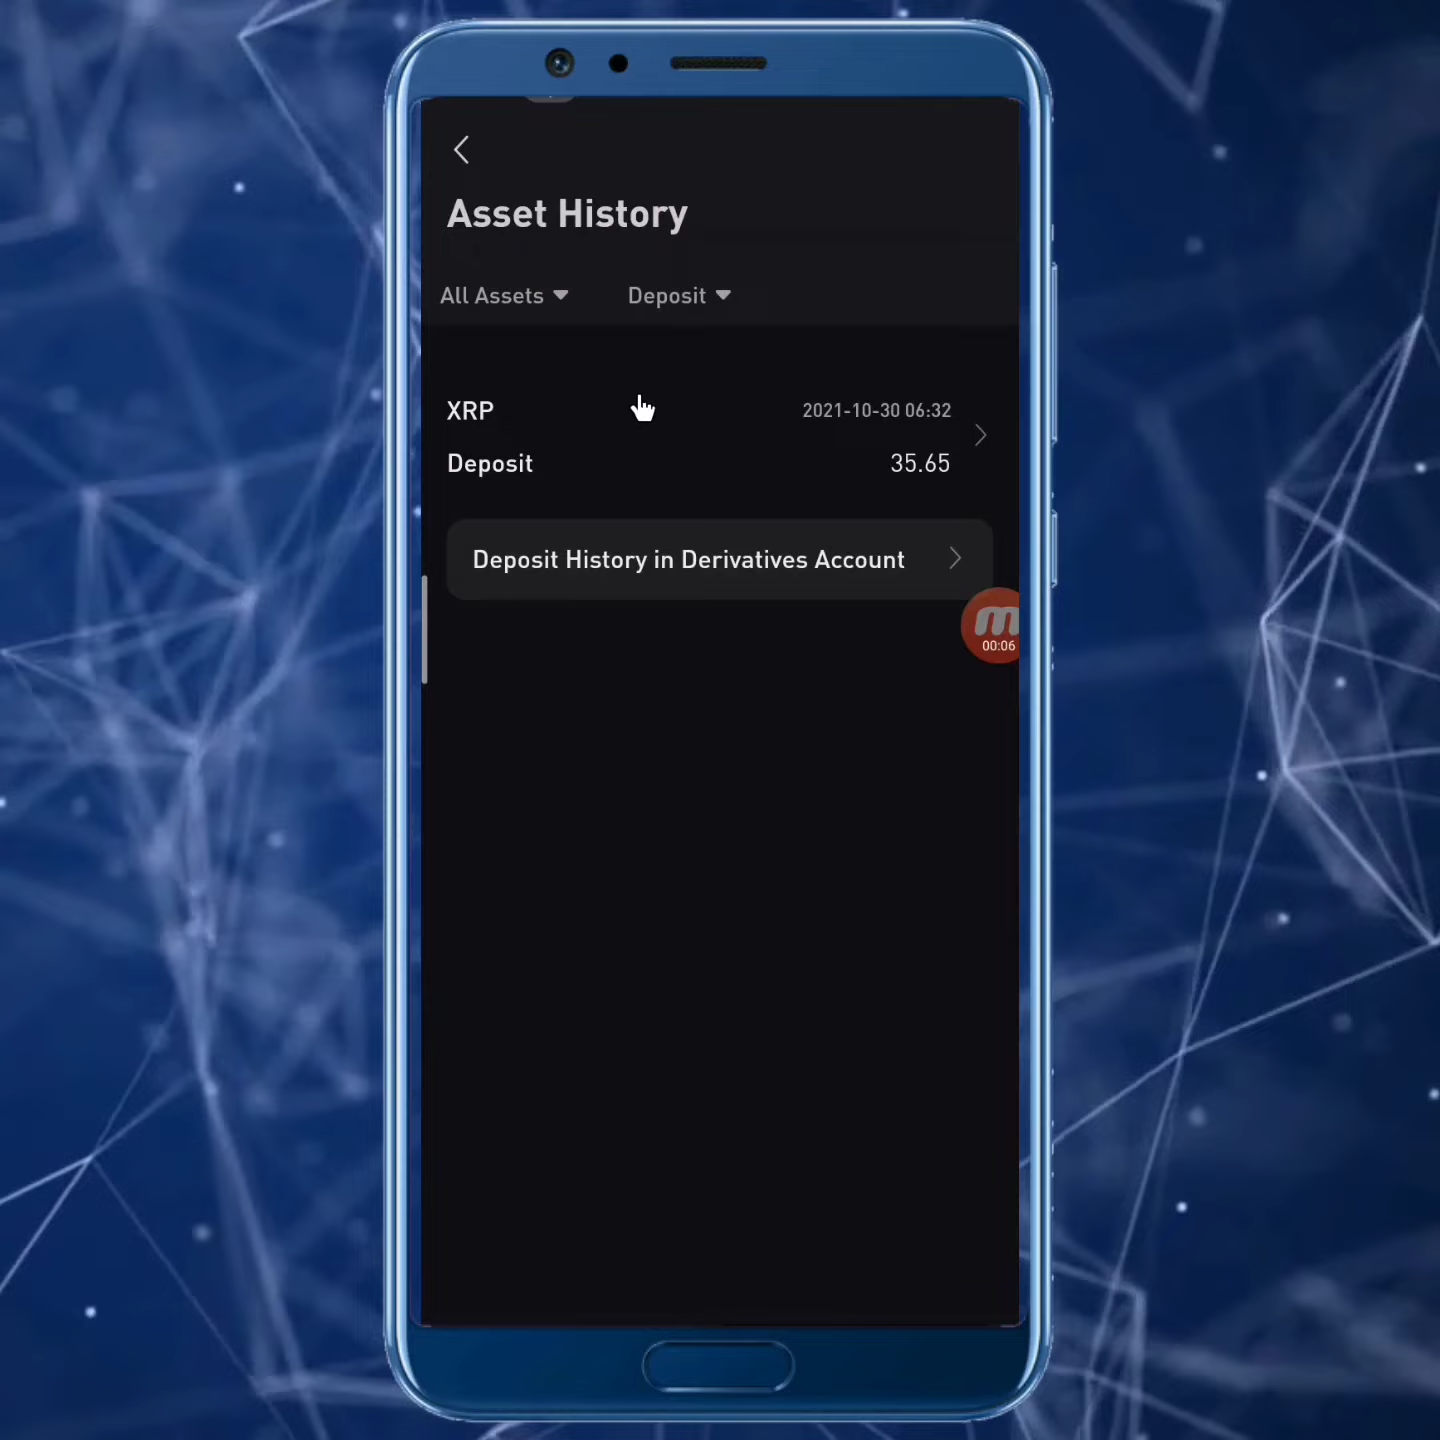 Asset History
All Assets Deposit
XRP 2021-10-30 06:32
Deposit 35.65
Deposit History in Derivatives Account
m
00:06